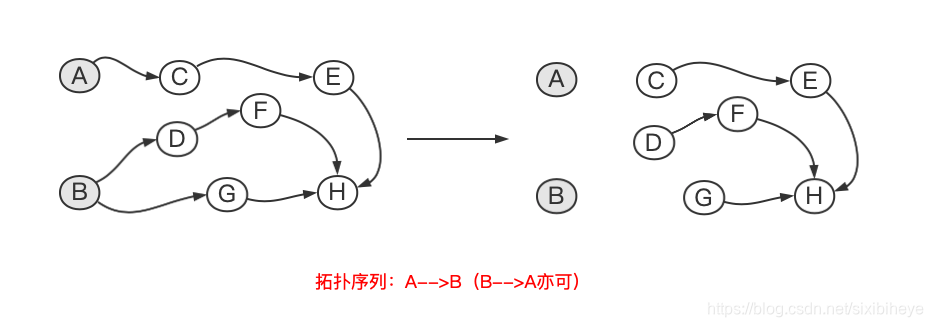 A C E A C E
F F
D D
B G H B G H
拓扑序列：A-->B（B-->A亦可）
https://blog.csdn.net/sixibiheye